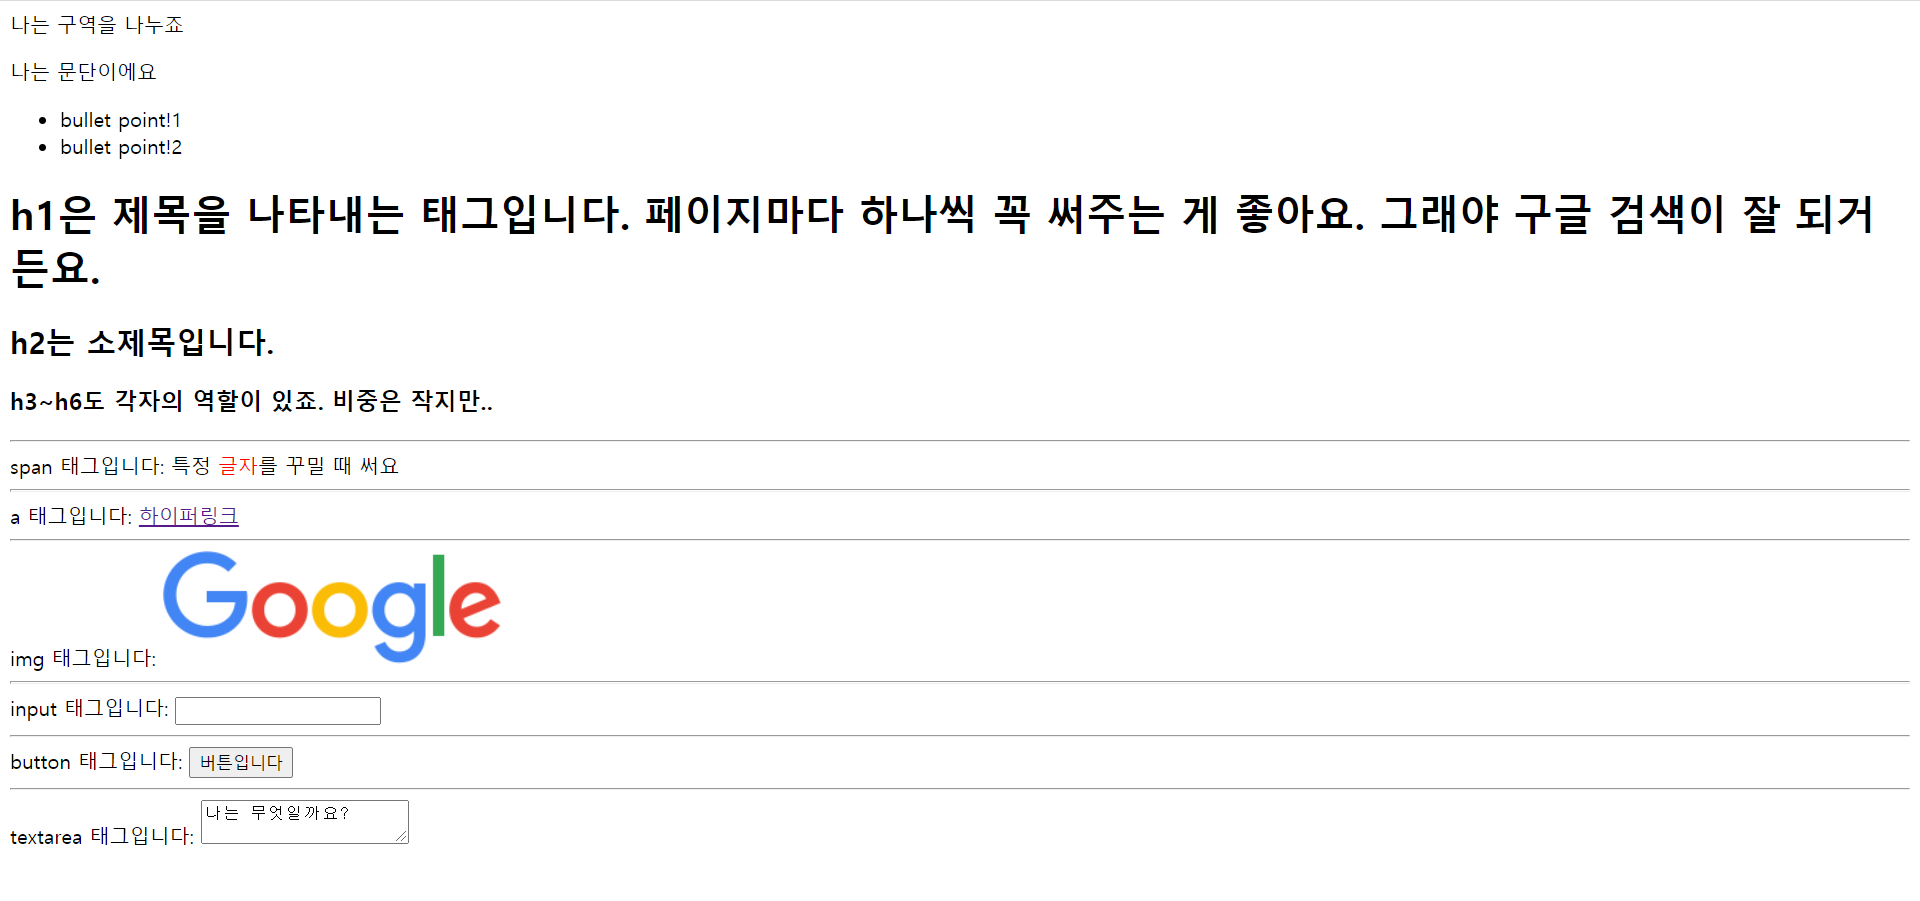 나는 구역을 나누죠
나는 문단이에요
bullet point!1
bullet point!2
h1은 제목을 나타내는 태그입니다. 페이지마다 하나씩 꼭 써주는 게 좋아요. 그래야 구글 검색이 잘 되거
든요.
h2는 소제목입니다.
h3~h6도 각자의 역할이 있죠. 비중은 작지만..
span 태그입니다: 특정 글자를 꾸밀 때 써요
a 태그입니다: 하이퍼링크
Google
img 태그입니다:
input 태그입니다:
button 태그입니다: 버튼입니다
textarea 태그입니다: 나는 무엇일까요?